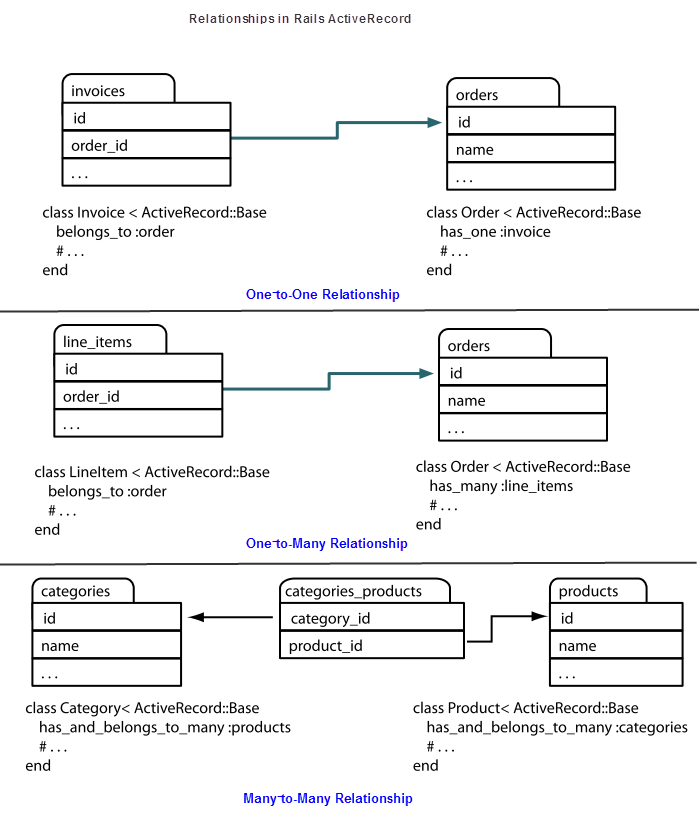 Relationships in Rails ActiveRecord
invoices
id
order_id
...
orders
id
name
...
class Invoice < ActiveRecord::Base
belongs_to :order
# ...
end
class Order < ActiveRecord::Base
has_one :invoice
# ...
end
One-to-One Relationship
line_items
id
order_id
...
orders
id
name
...
class LineItem < ActiveRecord::Base
belongs_to :order
# ...
end
class Order < ActiveRecord::Base
has_many :line_items
# ...
end
One-to-Many Relationship
categories
id
name
...
categories_products
category_id
product_id
products
id
name
...
class Category< ActiveRecord::Base
has_and_belongs_to_many :products
# ...
end
class Product< ActiveRecord::Base
has_and_belongs_to_many :categories
# ...
end
Many-to-Many Relationship